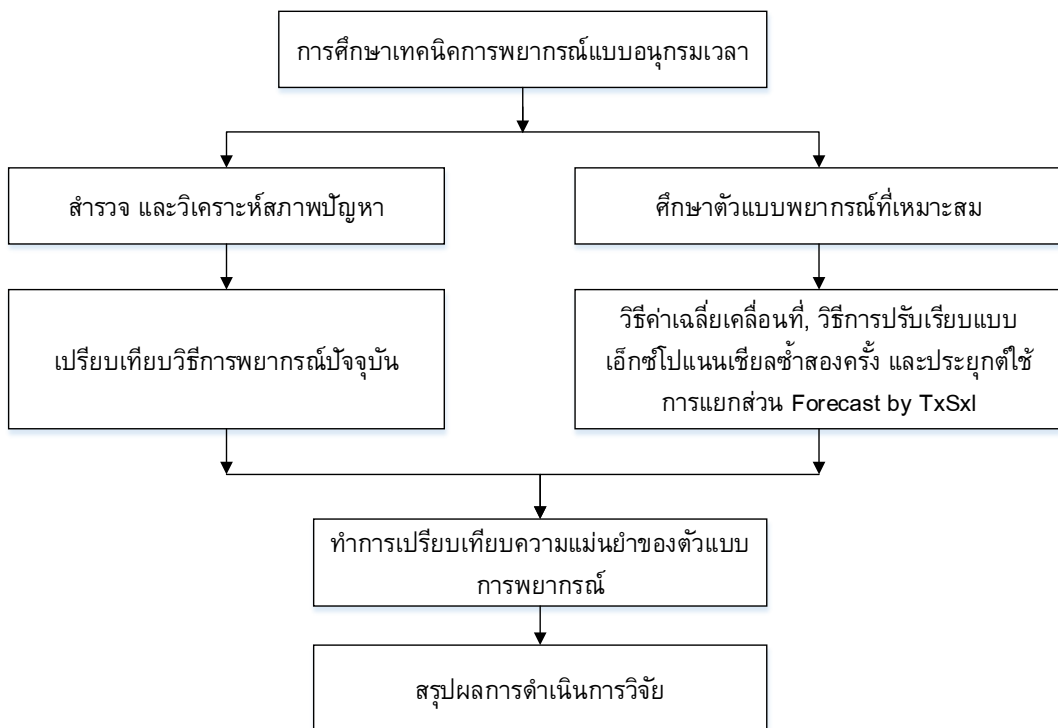 การศึกษาเทคนิคการพยากรณ์แบบอนุกรมเวลา
สำรวจ และวิเคราะห์สภาพปัญหา
ศึกษาตัวแบบพยากรณ์ที่เหมาะสม
เปรียบเทียบวิธีการพยากรณ์ปัจจุบัน
วิธีค่าเฉลี่ยเคลื่อนที่, วิธีการปรับเรียบแบบ
เอ็กซ์โปแนนเชียลซ้ำสองครั้ง และประยุกต์ใช้
การแยกส่วน Forecast by TxSxI
ทำการเปรียบเทียบความแม่นยำของตัวแบบ
การพยากรณ์
สรุปผลการดำเนินการวิจัย